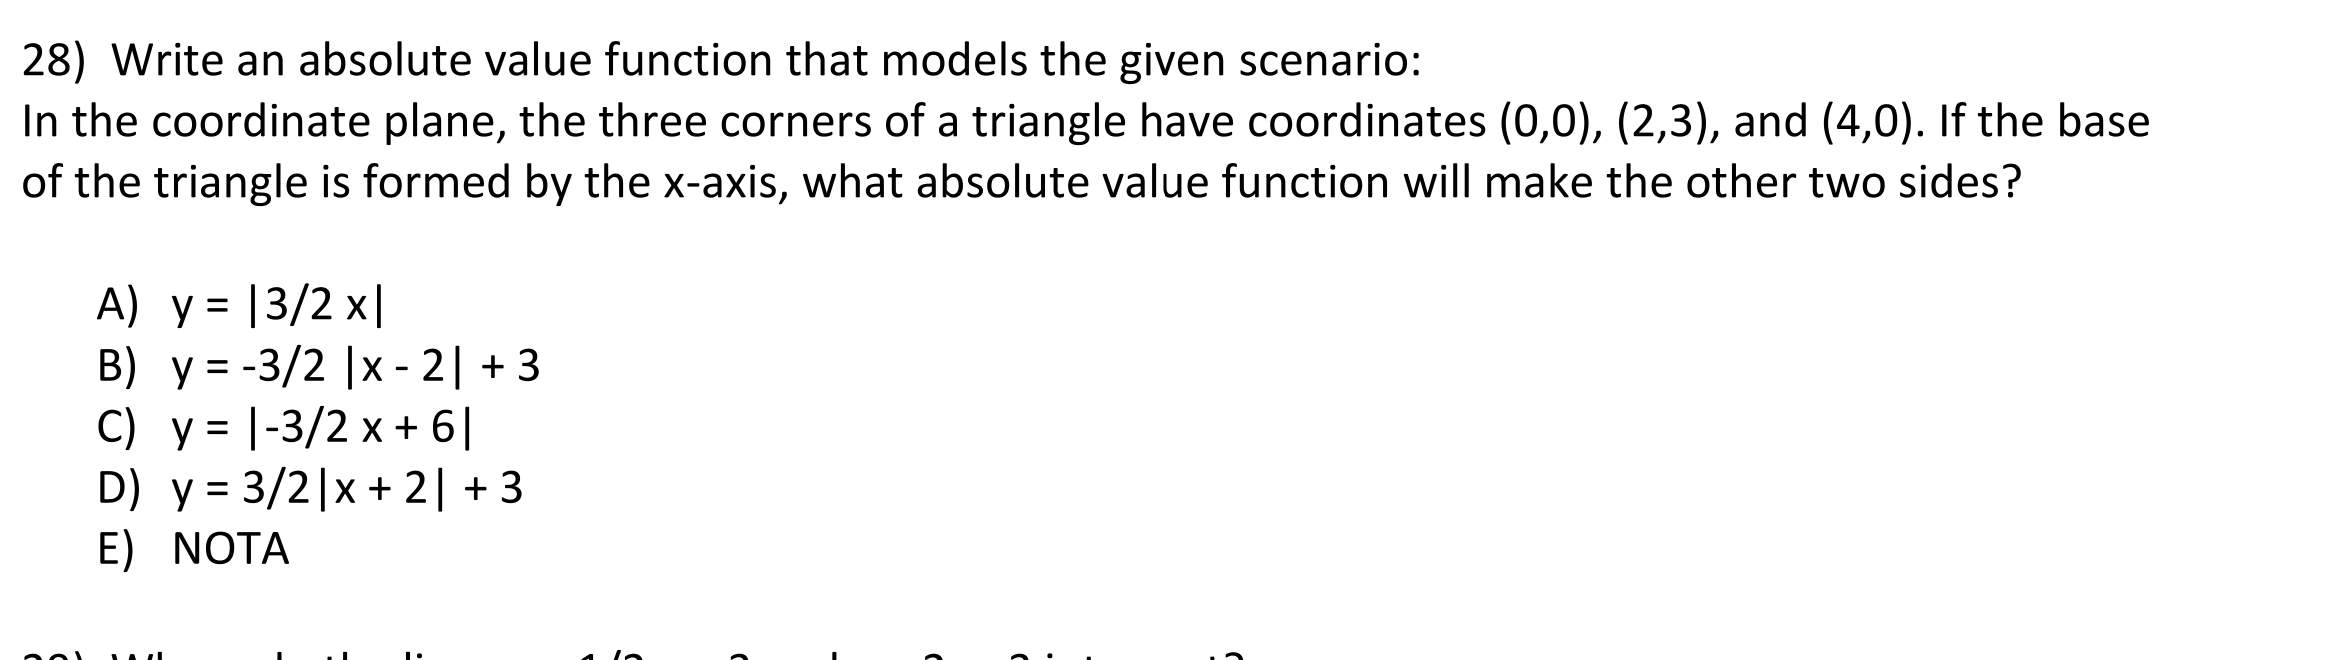 28) Write an absolute value function that models the given scenario:
In the coordinate plane, the three corners of a triangle have coordinates (0,0), (2,3), and (4,0). If the base
of the triangle is formed by the x-axis, what absolute value function will make the other two sides?
A) y = |3/2 x|
B) y = -3/2 |x - 2| + 3
C) y = |-3/2 x + 6|
D) y = 3/2|x + 2| + 3
E) NOTA